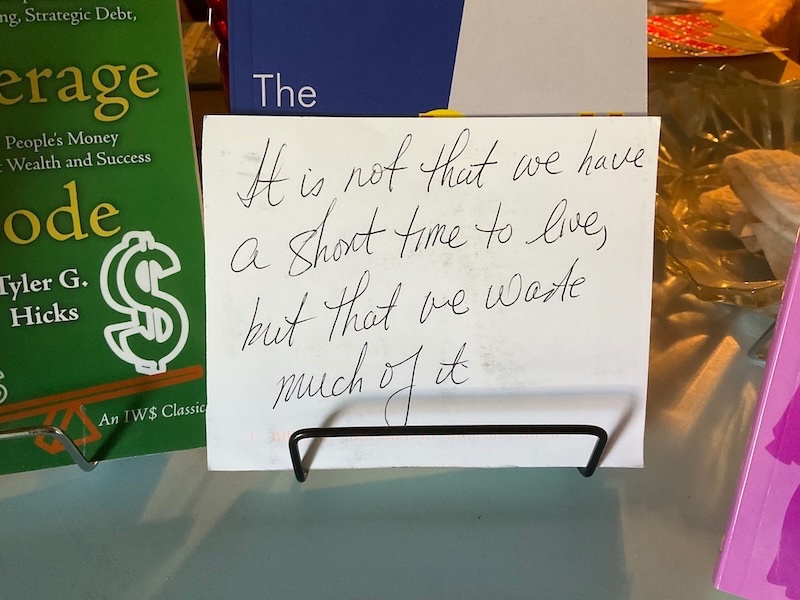 ng, Strategic Debt,
erage
People's Money
Wealth and Success
ode
Tyler G.
Hicks
$
An IW$ Classic
The
It is not that we have
a short time to live,
but that we waste
much of it